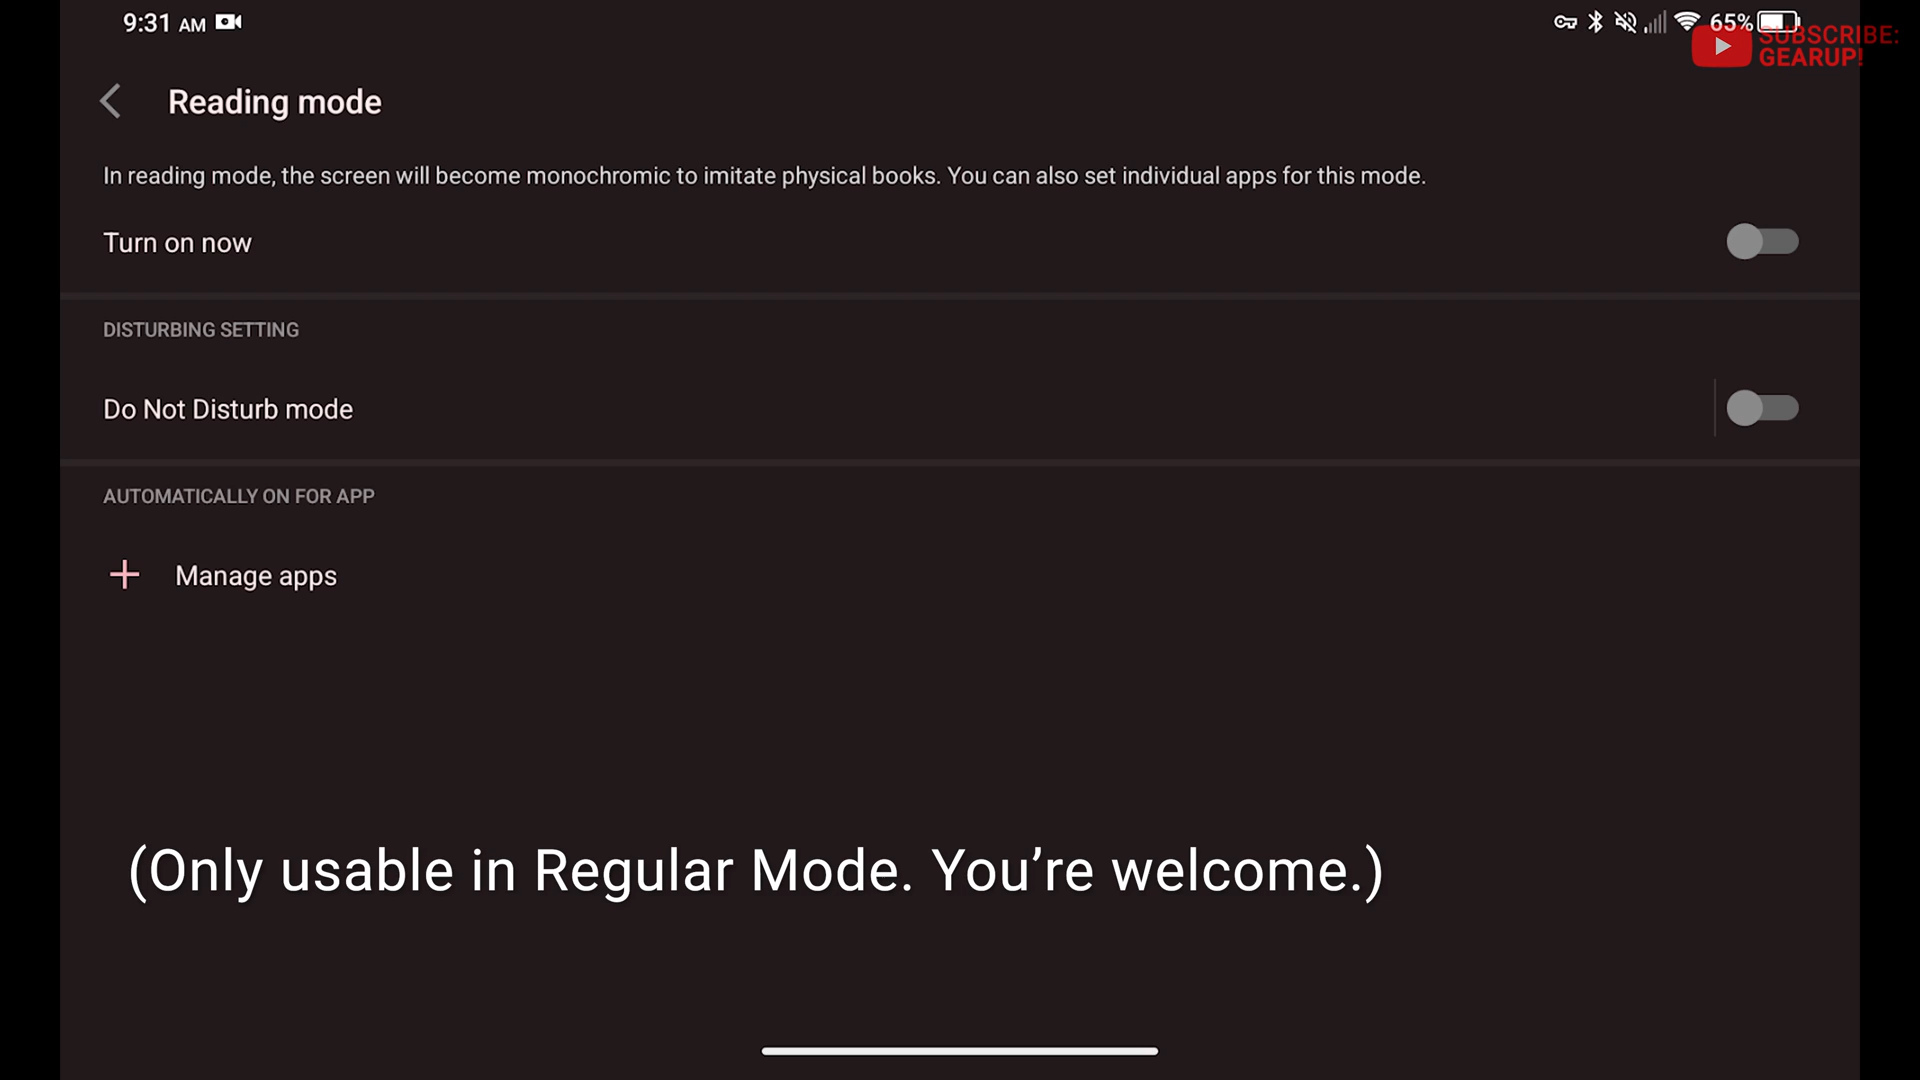 9:31 AM
65%
SUBSCRIBE:
GEARUP!
Reading mode
In reading mode, the screen will become monochromic to imitate physical books. You can also set individual apps for this mode.
Turn on now
DISTURBING SETTING
Do Not Disturb mode
AUTOMATICALLY ON FOR APP
Manage apps
(Only usable in Regular Mode. You’re welcome.)